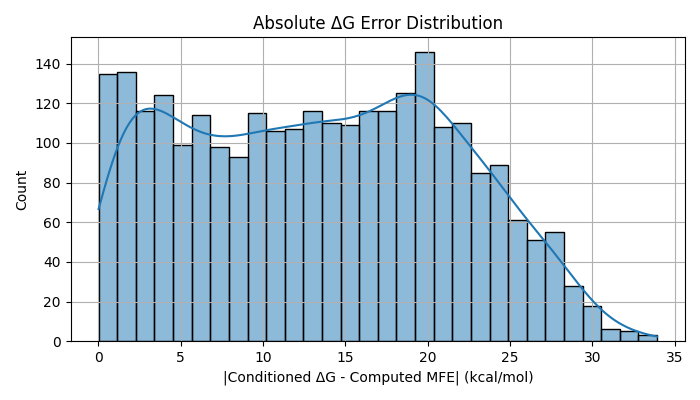 Absolute ΔG Error Distribution
Count
140
120
100
80
60
40
20
0
0 5 10 15 20 25 30 35
|Conditioned ΔG - Computed MFE| (kcal/mol)